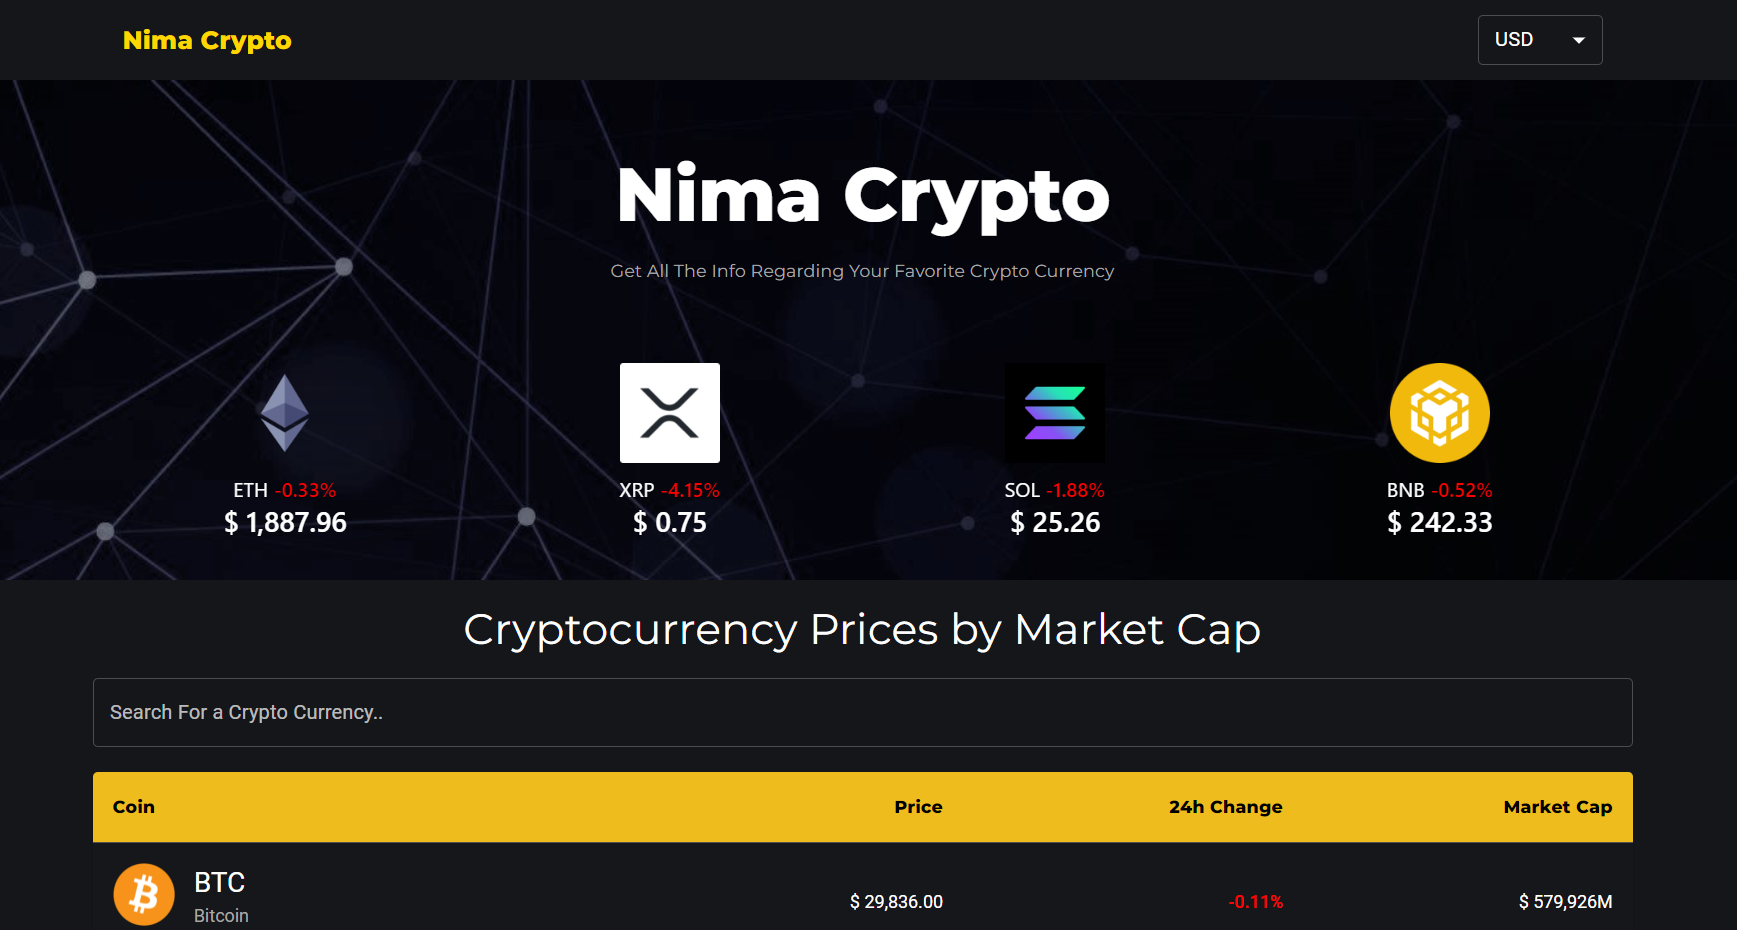 Nima Crypto
USD
Nima Crypto
Get All The Info Regarding Your Favorite Crypto Currency
ETH -0.33%
$ 1,887.96
XRP -4.15%
$ 0.75
SOL -1.88%
$ 25.26
BNB -0.52%
$ 242.33
Cryptocurrency Prices by Market Cap
Search For a Crypto Currency..
Coin Price 24h Change Market Cap
BTC
Bitcoin
$ 29,836.00 -0.11% $ 579,926M